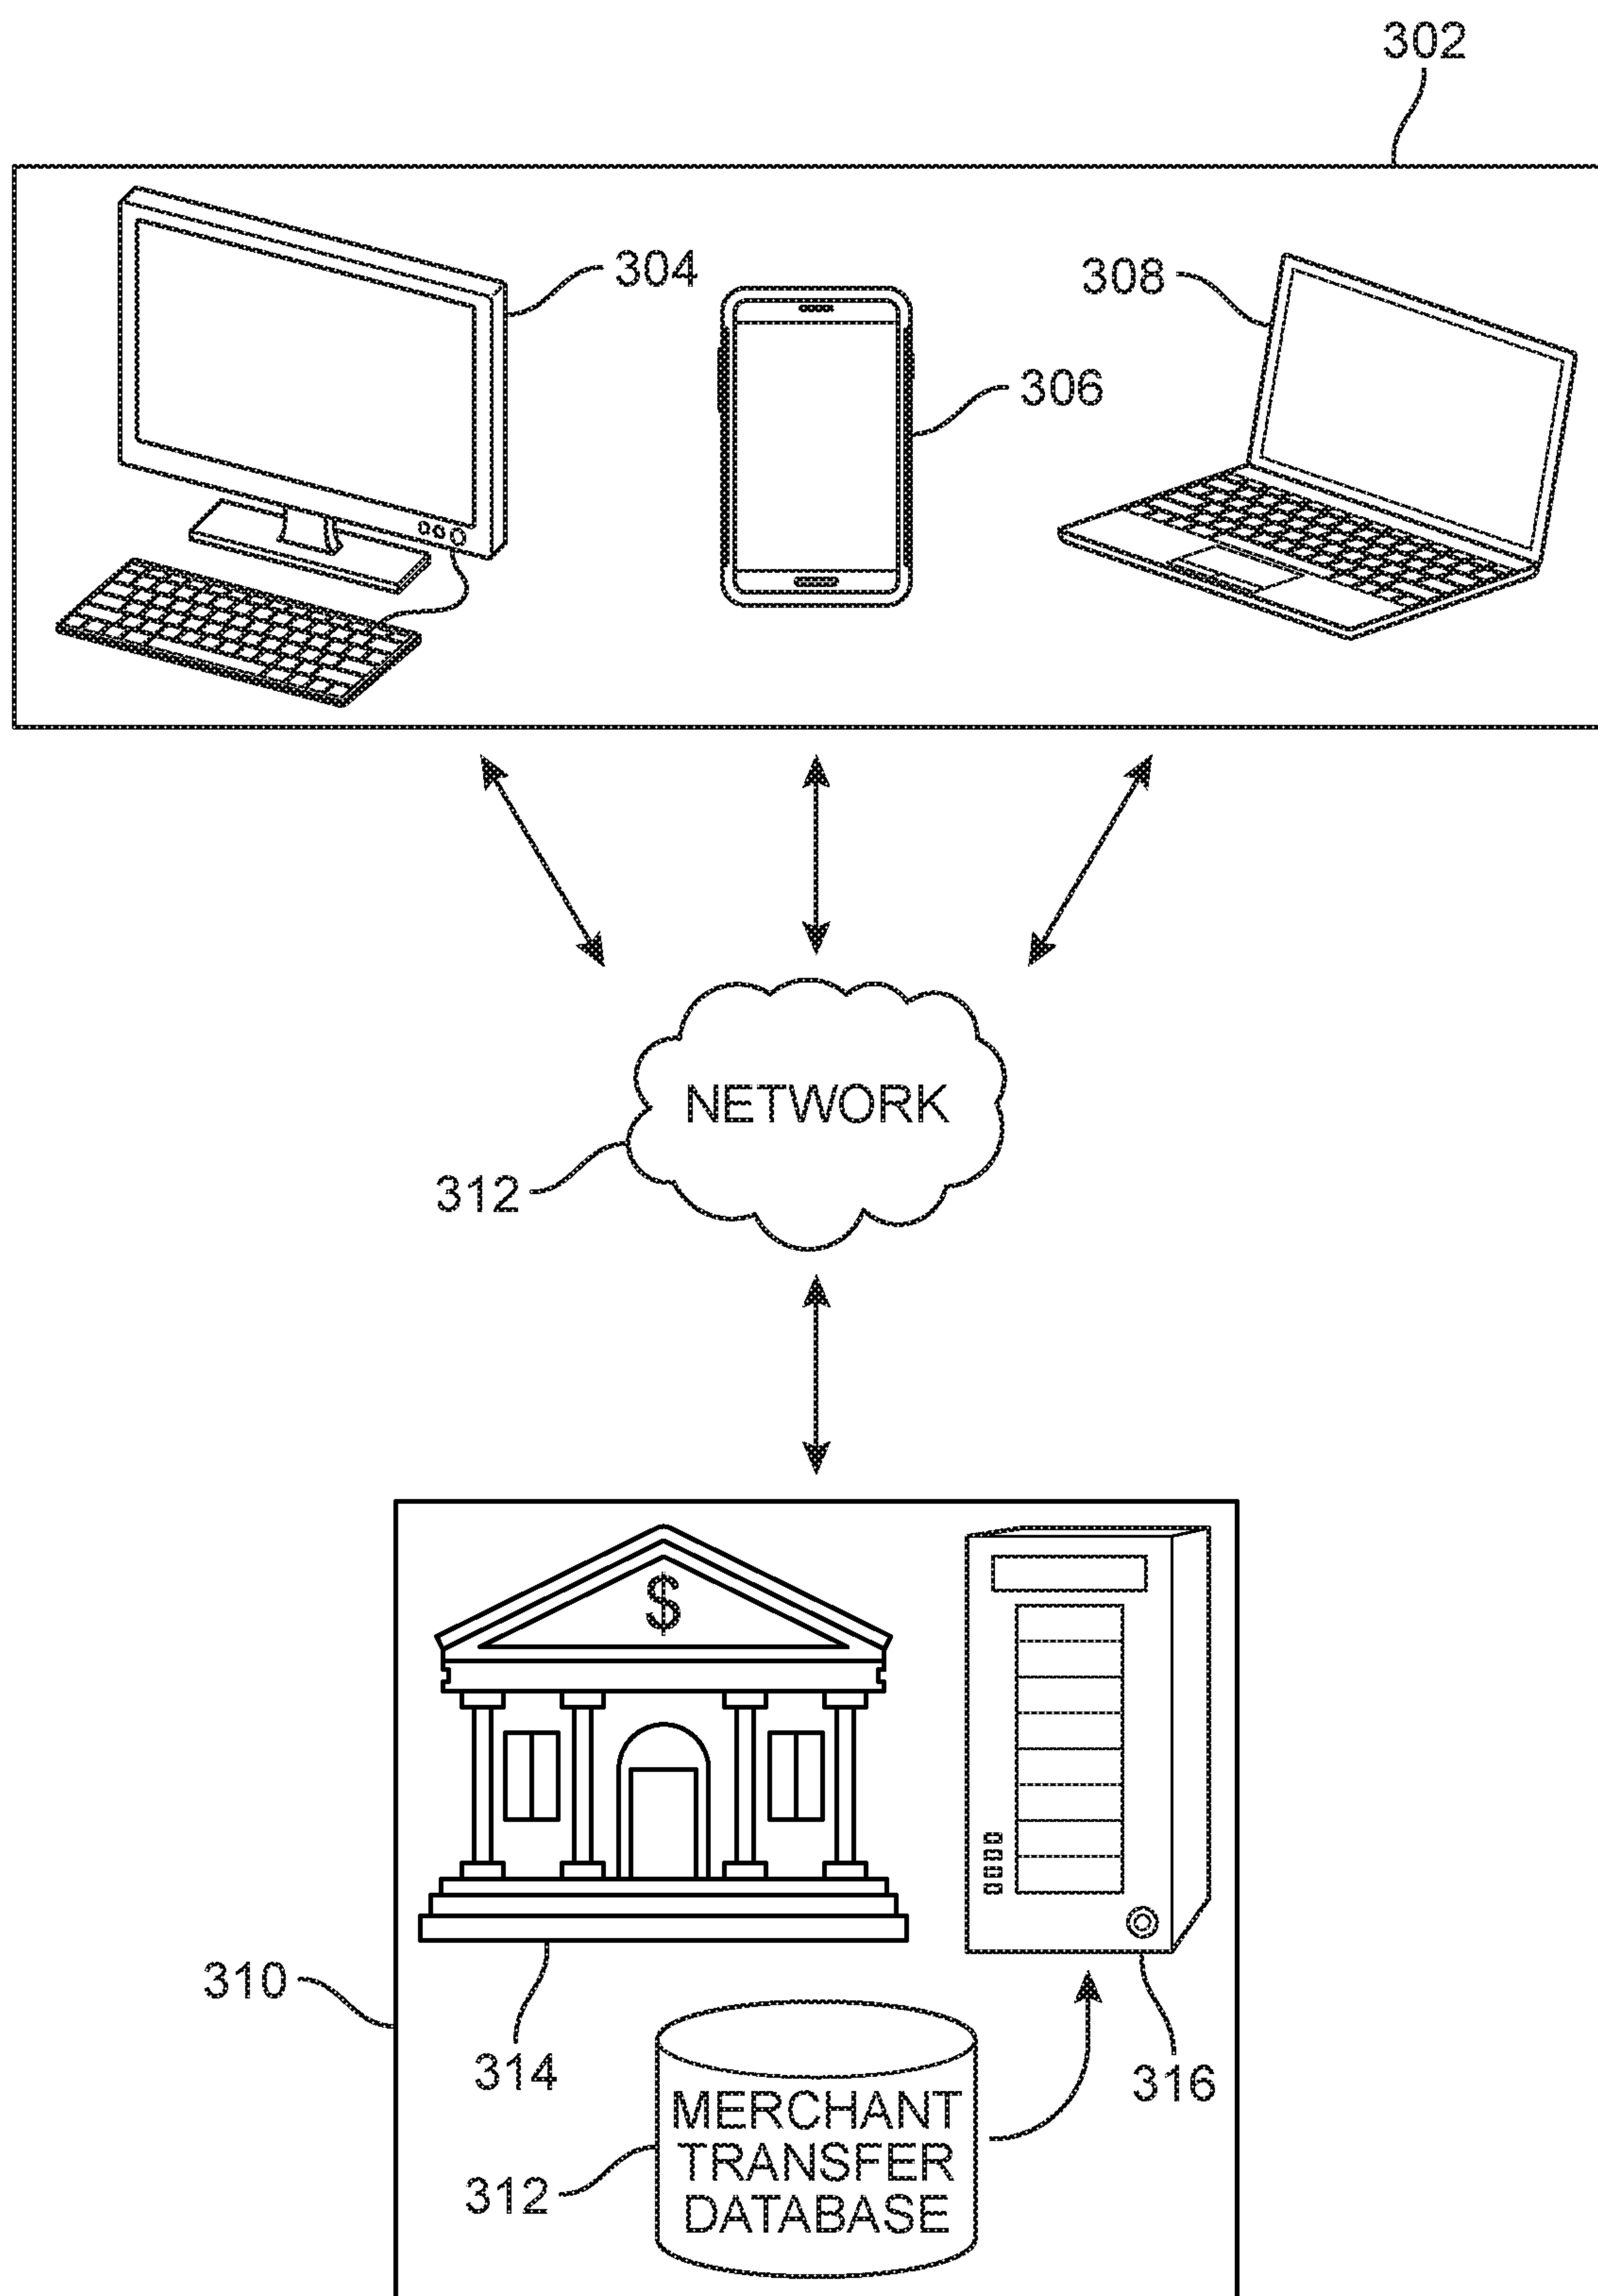 302
304
308
306
NETWORK
312
$
310
314
316
MERCHANT
TRANSFER
DATABASE
312